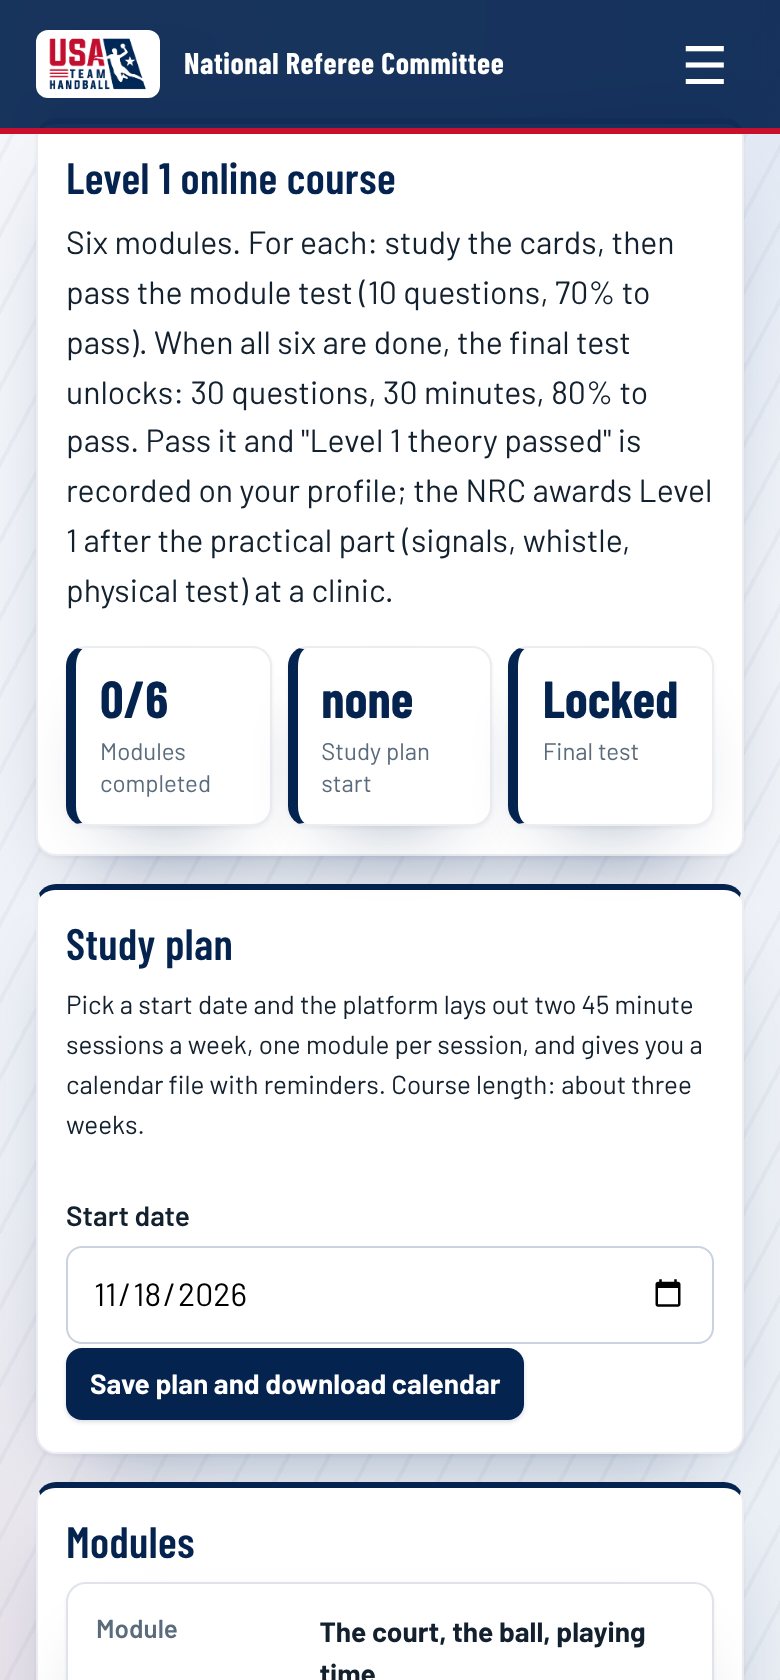 USA
TEAM
HANDBALL
National Referee Committee
Level 1 online course
Six modules. For each: study the cards, then
pass the module test (10 questions, 70% to
pass). When all six are done, the final test
unlocks: 30 questions, 30 minutes, 80% to
pass. Pass it and "Level 1 theory passed" is
recorded on your profile; the NRC awards Level
1 after the practical part (signals, whistle,
physical test) at a clinic.
0/6
Modules
completed
none
Study plan
start
Locked
Final test
Study plan
Pick a start date and the platform lays out two 45 minute
sessions a week, one module per session, and gives you a
calendar file with reminders. Course length: about three
weeks.
Start date
11/18/2026
Save plan and download calendar
Modules
Module
The court, the ball, playing
time